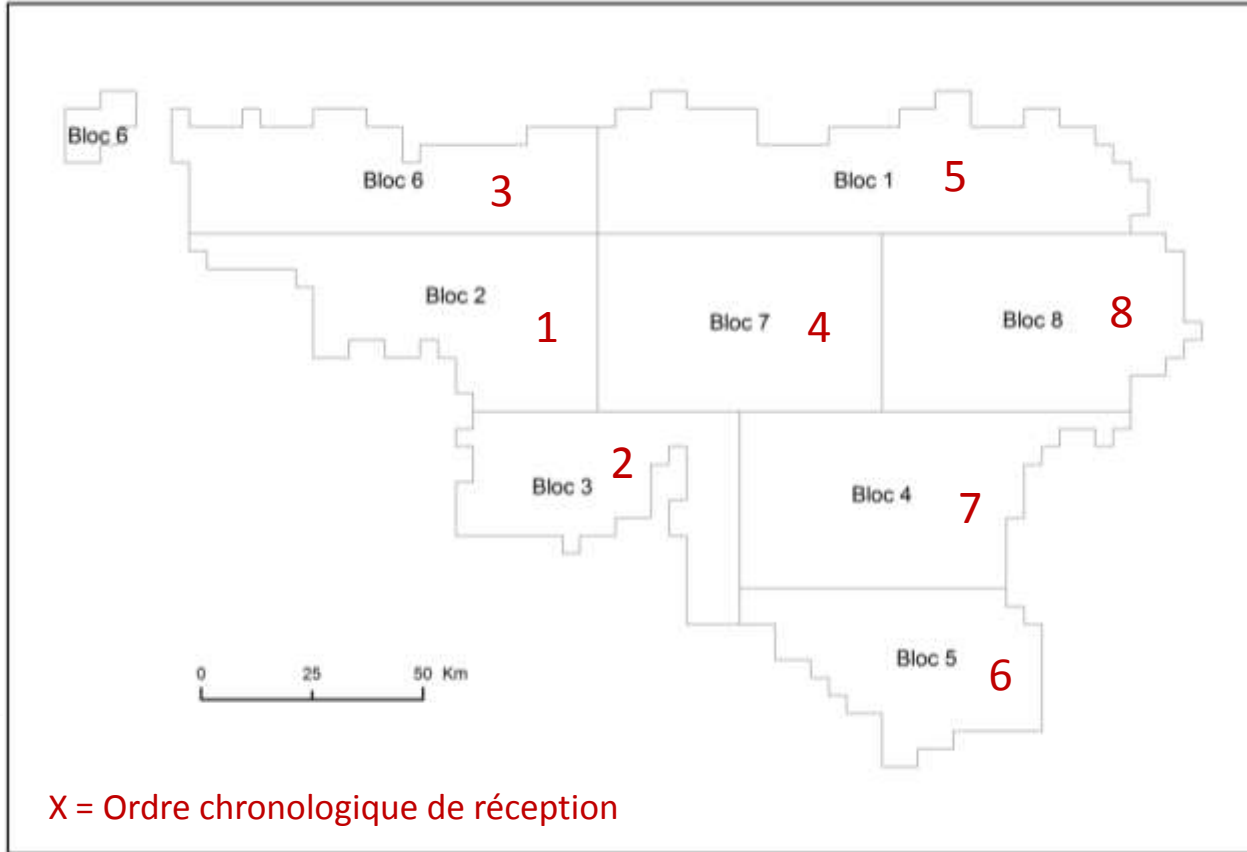 Bloc 6
Bloc 6 3
Bloc 1 5
Bloc 2 1
Bloc 7 4
Bloc 8 8
Bloc 3 2
Bloc 4 7
Bloc 5 6
0 25 50 Km
X = Ordre chronologique de réception